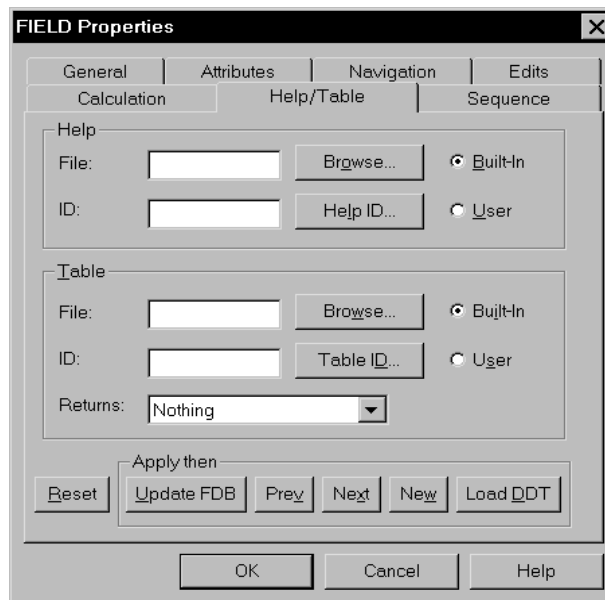 FIELD Properties
General Attributes Navigation Edits
Calculation Help/Table Sequence
Help
File: Browse... Built-In
ID: Help ID... User
Table
File: Browse... Built-In
ID: Table ID... User
Returns: Nothing
Apply then
Reset Update FDB Prev Next New Load DDT
OK Cancel Help